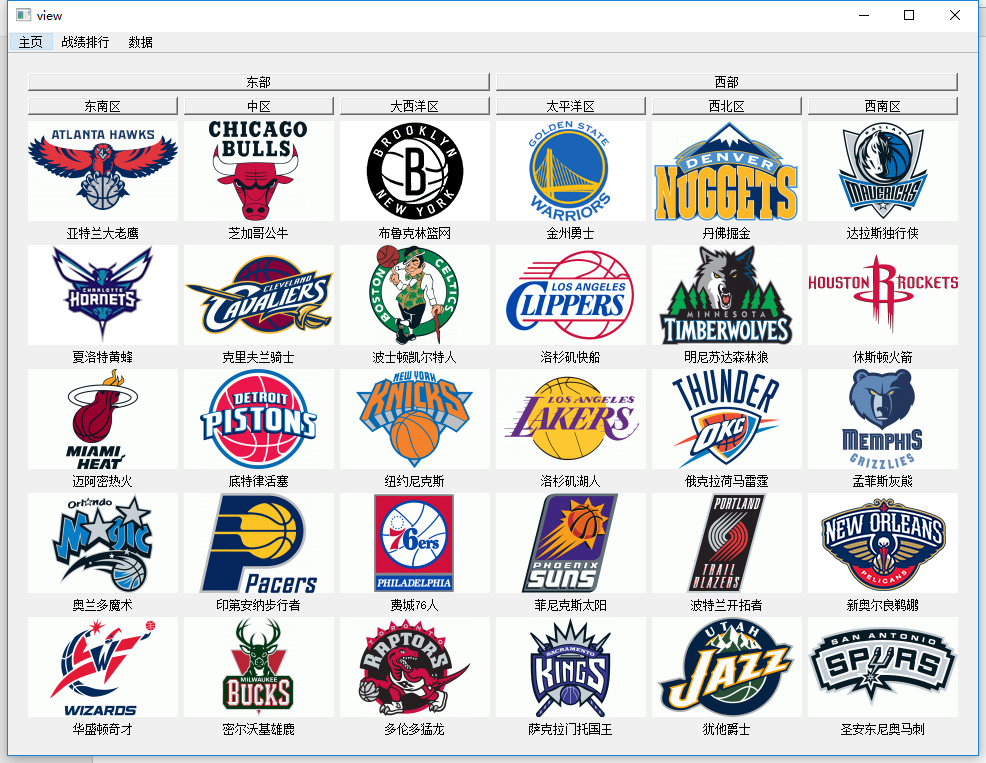 view
主页 战绩排行 数据
东部 西部
东南区 中区 大西洋区 太平洋区 西北区 西南区
ATLANTA HAWKS
CHICAGO BULLS
BROOKLYN B NEW YORK
GOLDEN STATE WARRIORS
DENVER NUGGETS
DALLAS MAVERICKS
亚特兰大老鹰 芝加哥公牛 布鲁克林篮网 金州勇士 丹佛掘金 达拉斯独行侠
CHARLOTTE HORNETS
CLEVELAND CAVALIERS
BOSTON CELTICS
LOS ANGELES CLIPPERS
MINNESOTA TIMBERWOLVES
HOUSTON ROCKETS
夏洛特黄蜂 克里夫兰骑士 波士顿凯尔特人 洛杉矶快船 明尼苏达森林狼 休斯顿火箭
MIAMI HEAT
DETROIT PISTONS
NEW YORK KNICKS
LOS ANGELES LAKERS
THUNDER OKC
MEMPHIS GRIZZLIES
迈阿密热火 底特律活塞 纽约尼克斯 洛杉矶湖人 俄克拉荷马雷霆 孟菲斯灰熊
Orlando Magic
Pacers
76ers PHILADELPHIA
PHOENIX SUNS
PORTLAND TRAIL BLAZERS
NEW ORLEANS PELICANS
奥兰多魔术 印第安纳步行者 费城76人 菲尼克斯太阳 波特兰开拓者 新奥尔良鹈鹕
WIZARDS
MILWAUKEE BUCKS
TORONTO RAPTORS
SACRAMENTO KINGS
UTAH JAZZ
SAN ANTONIO SPURS
华盛顿奇才 密尔沃基雄鹿 多伦多猛龙 萨克拉门托国王 犹他爵士 圣安东尼奥马刺